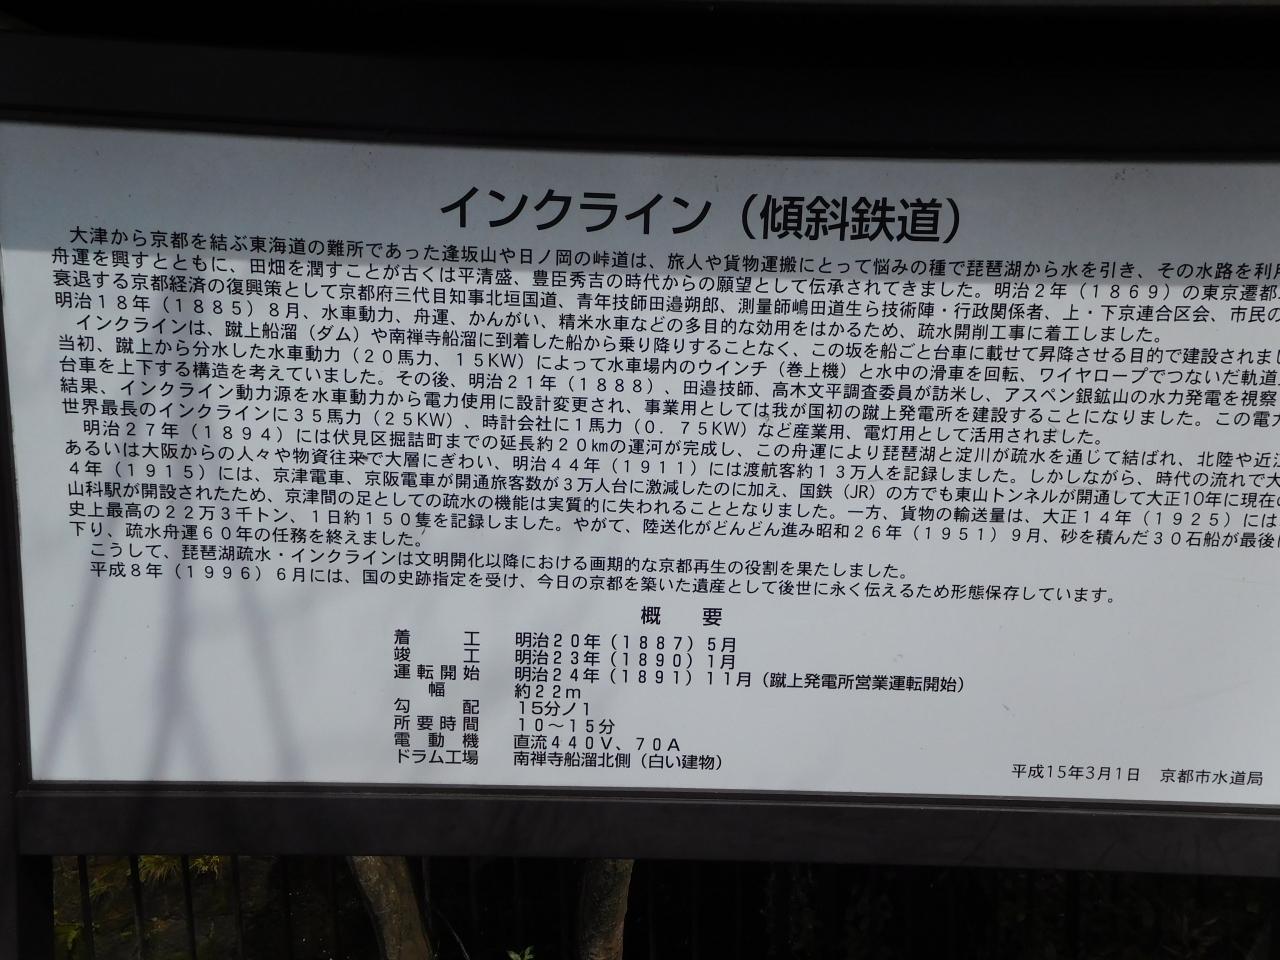 インクライン（傾斜鉄道）
大津から京都を結ぶ東海道の難所であった逢坂山や日ノ岡の峠道は、旅人や貨物運搬にとって悩みの種で琵琶湖から水を引き、その水路を利用
舟運を興すとともに、田畑を潤すことが古くは平清盛、豊臣秀吉の時代からの願望として伝承されてきました。明治２年（１８６９）の東京遷都
衰退する京都経済の復興策として京都府三代目知事北垣国道、青年技師田邉朔郎、測量師嶋田道生ら技術陣・行政関係者、上・下京連合区会、市民の
明治１８年（１８８５）８月、水車動力、舟運、かんがい、精米水車などの多目的な効用をはかるため、疏水開削工事に着工しました。
インクラインは、蹴上船溜（ダム）や南禅寺船溜に到着した船から乗り降りすることなく、この坂を船ごと台車に載せて昇降させる目的で建設されまし
当初、蹴上から分水した水車動力（２０馬力、１５KW）によって水車場内のウインチ（巻上機）と水中の滑車を回転、ワイヤロープでつないだ軌道
台車を上下する構造を考えていました。その後、明治２１年（１８８８）、田邉技師、高木文平調査委員が訪米し、アスペン銀鉱山の水力発電を視察
結果、インクライン動力源を水車動力から電力使用に設計変更され、事業用としては我が国初の蹴上発電所を建設することになりました。この電力
世界最長のインクラインに３５馬力（２５KW）、時計会社に１馬力（０．７５KW）など産業用、電灯用として活用されました。
明治２７年（１８９４）には伏見区堀詰町までの延長約２０㎞の運河が完成し、この舟運により琵琶湖と淀川が疏水を通じて結ばれ、北陸や近江
あるいは大阪からの人々や物資往来で大層にぎわい、明治４４年（１９１１）には渡航客約１３万人を記録しました。しかしながら、時代の流れで大
４年（１９１５）には、京津電車、京阪電車が開通旅客数が３万人台に激減したのに加え、国鉄（JR）の方でも東山トンネルが開通して大正10年に現在の
山科駅が開設されたため、京津間の足としての疏水の機能は実質的に失われることとなりました。一方、貨物の輸送量は、大正１４年（１９２５）には
史上最高の２２万３千トン、１日約１５０隻を記録しました。やがて、陸送化がどんどん進み昭和２６年（１９５１）９月、砂を積んだ３０石船が最後に
下り、疏水舟運６０年の任務を終えました。
こうして、琵琶湖疏水・インクラインは文明開化以降における画期的な京都再生の役割を果たしました。
平成８年（１９９６）６月には、国の史跡指定を受け、今日の京都を築いた遺産として後世に永く伝えるため形態保存しています。
概　要
着　　工　明治２０年（１８８７）５月
竣　　工　明治２３年（１８９０）１月
運転開始　明治２４年（１８９１）１１月（蹴上発電所営業運転開始）
幅　約２２ｍ
勾　　配　15分ノ1
所要時間　１０～１５分
電動機　直流４４０Ｖ、７０Ａ
ドラム工場　南禅寺船溜北側（白い建物）
平成15年3月1日　京都市水道局